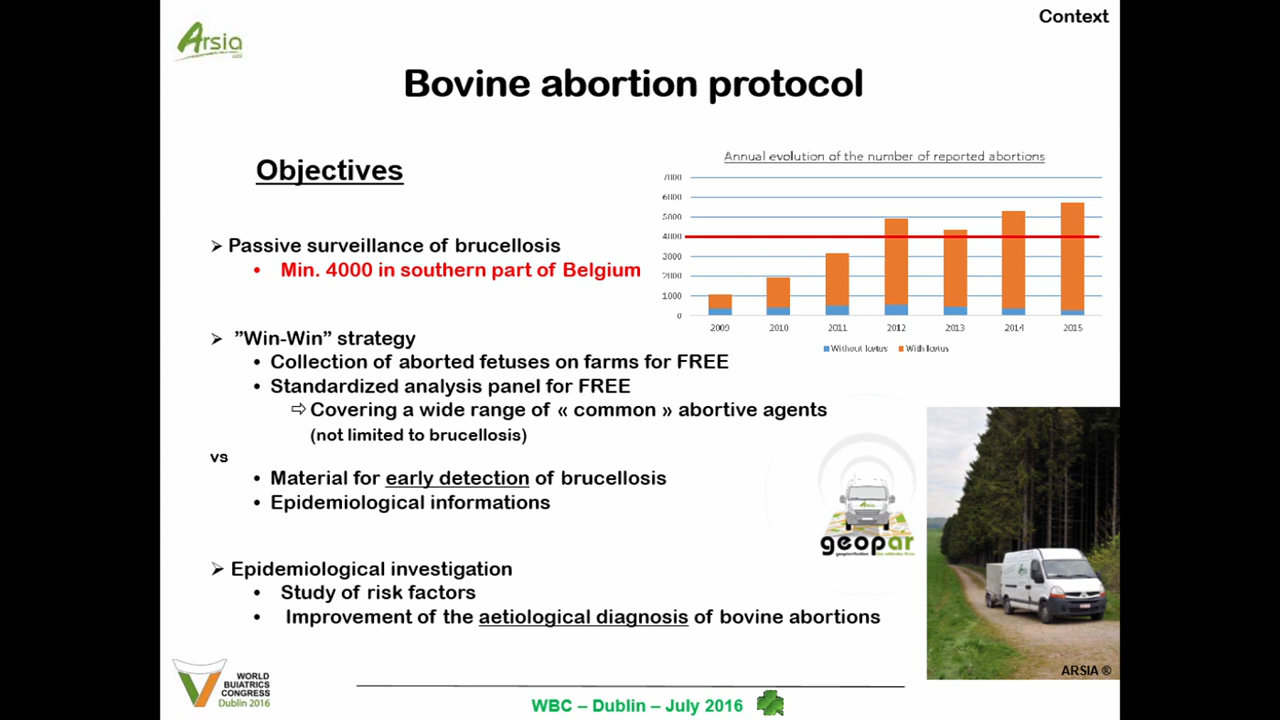 Context
Arsia
Bovine abortion protocol
Objectives
Annual evolution of the number of reported abortions
7000
6000
5000
4000
3000
2000
1000
0
2009 2010 2011 2012 2013 2014 2015
Without fœtus With fœtus
➢ Passive surveillance of brucellosis
• Min. 4000 in southern part of Belgium
➢ ”Win-Win” strategy
• Collection of aborted fetuses on farms for FREE
• Standardized analysis panel for FREE
⇨ Covering a wide range of « common » abortive agents
(not limited to brucellosis)
vs
• Material for early detection of brucellosis
• Epidemiological informations
geopar
➢ Epidemiological investigation
• Study of risk factors
• Improvement of the aetiological diagnosis of bovine abortions
ARSIA ®
WORLD
BUIATRICS
CONGRESS
Dublin 2016
WBC – Dublin – July 2016